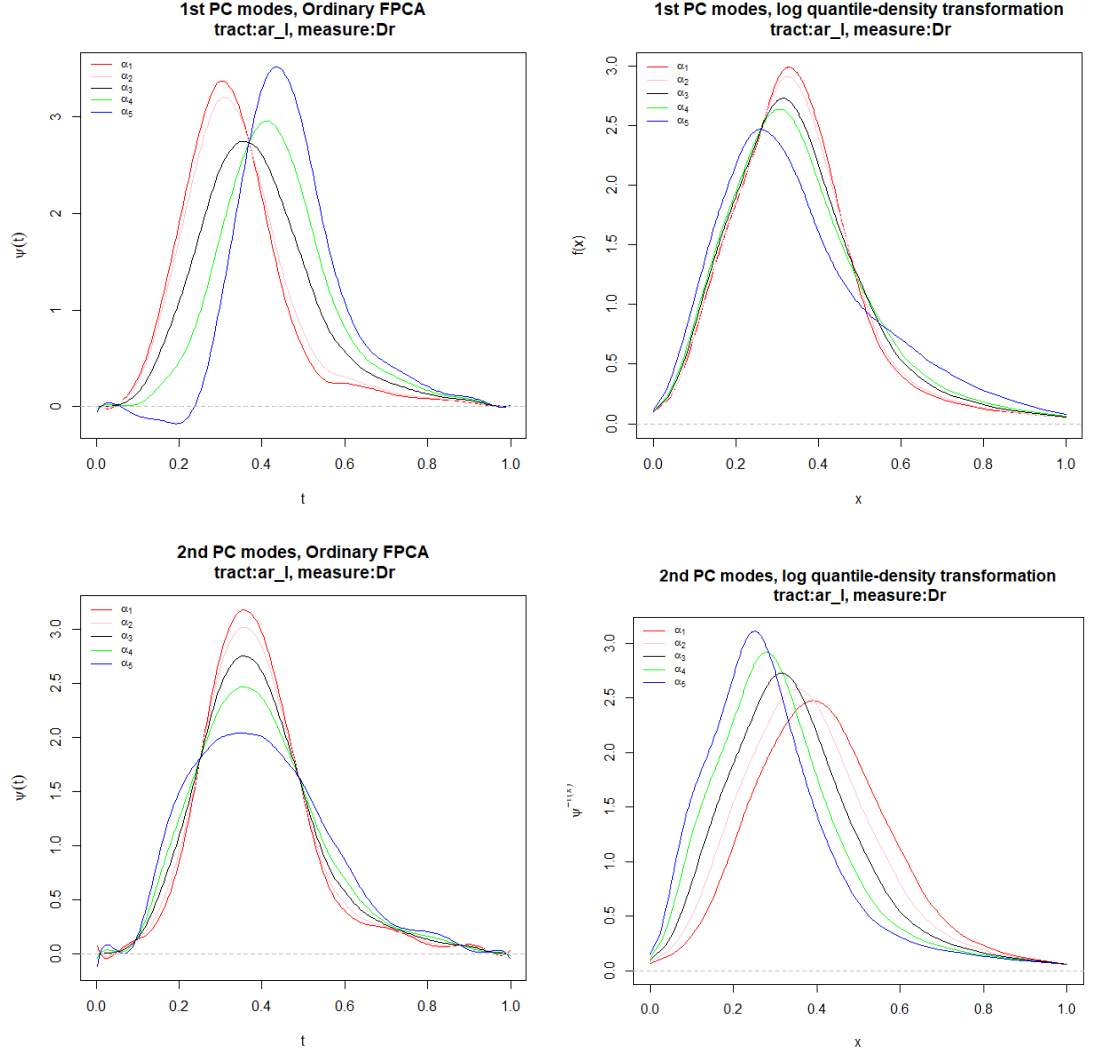 1st PC modes, Ordinary FPCA
tract:ar_l, measure:Dr
α1
α2
α3
α4
α5
ψ(t)
0
1
2
3
0.0
0.2
0.4
0.6
0.8
1.0
t
1st PC modes, log quantile-density transformation
tract:ar_l, measure:Dr
α1
α2
α3
α4
α5
f(x)
0.0
0.5
1.0
1.5
2.0
2.5
3.0
0.0
0.2
0.4
0.6
0.8
1.0
x
2nd PC modes, Ordinary FPCA
tract:ar_l, measure:Dr
α1
α2
α3
α4
α5
ψ(t)
0.0
0.5
1.0
1.5
2.0
2.5
3.0
0.0
0.2
0.4
0.6
0.8
1.0
t
2nd PC modes, log quantile-density transformation
tract:ar_l, measure:Dr
α1
α2
α3
α4
α5
0.0
0.5
1.0
1.5
2.0
2.5
3.0
0.0
0.2
0.4
0.6
0.8
1.0
x